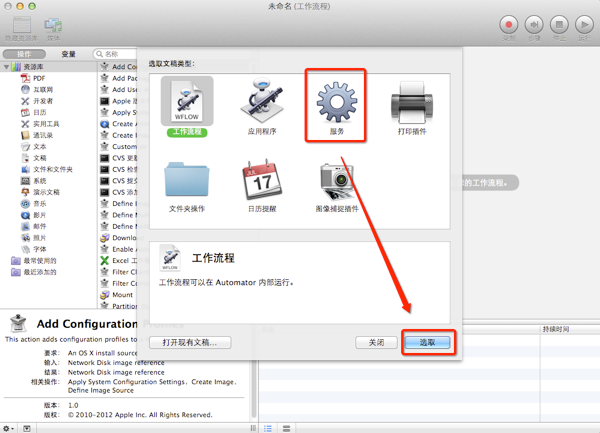 未命名 (工作流程)
隐藏资源库
媒体
录制
步骤
停止
运行
操作
变量
名称
选取文稿类型:
资源库
PDF
互联网
开发者
日历
实用工具
通讯录
文本
文稿
文件和文件夹
系统
演示文稿
音乐
影片
邮件
照片
字体
最常使用的
最近添加的
Add Con
Add Pac
Add Use
Apple 版
Apply Sy
Create A
Create
Custom
CVS 更新
CVS 检查
CVS 提交
CVS 添加
Define I
Define M
Downloa
Enable A
Excel 工
Filter Cl
Filter Co
Mount
Partition
WFLOW
工作流程
应用程序
服务
打印插件
文件夹操作
JUL
17
日历提醒
图像捕捉插件
的工作流程。
WFLOW
工作流程
工作流程可以在 Automator 内部运行。
打开现有文稿...
关闭
选取
持续时间
Add Configuration
This action adds configuration profiles to
要求: An OS X install source
输入: Network Disk image reference
结果: Network Disk image reference
相关操作: Apply System Configuration Settings. Create Image.
Define Image Source
版本: 1.0
版权: © 2010–2012 Apple Inc. All Rights Reserved.